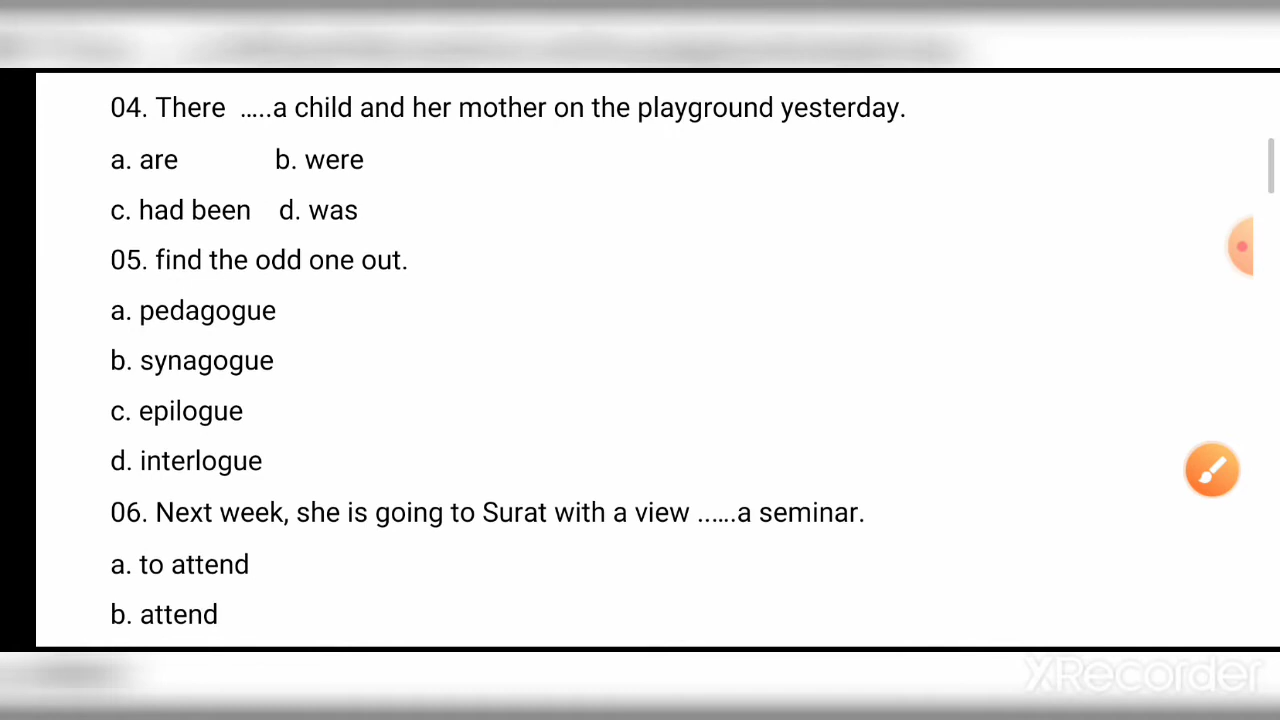 04. There .....a child and her mother on the playground yesterday.
a. are b. were
c. had been d. was
05. find the odd one out.
a. pedagogue
b. synagogue
c. epilogue
d. interlogue
06. Next week, she is going to Surat with a view ......a seminar.
a. to attend
b. attend
XRecorder